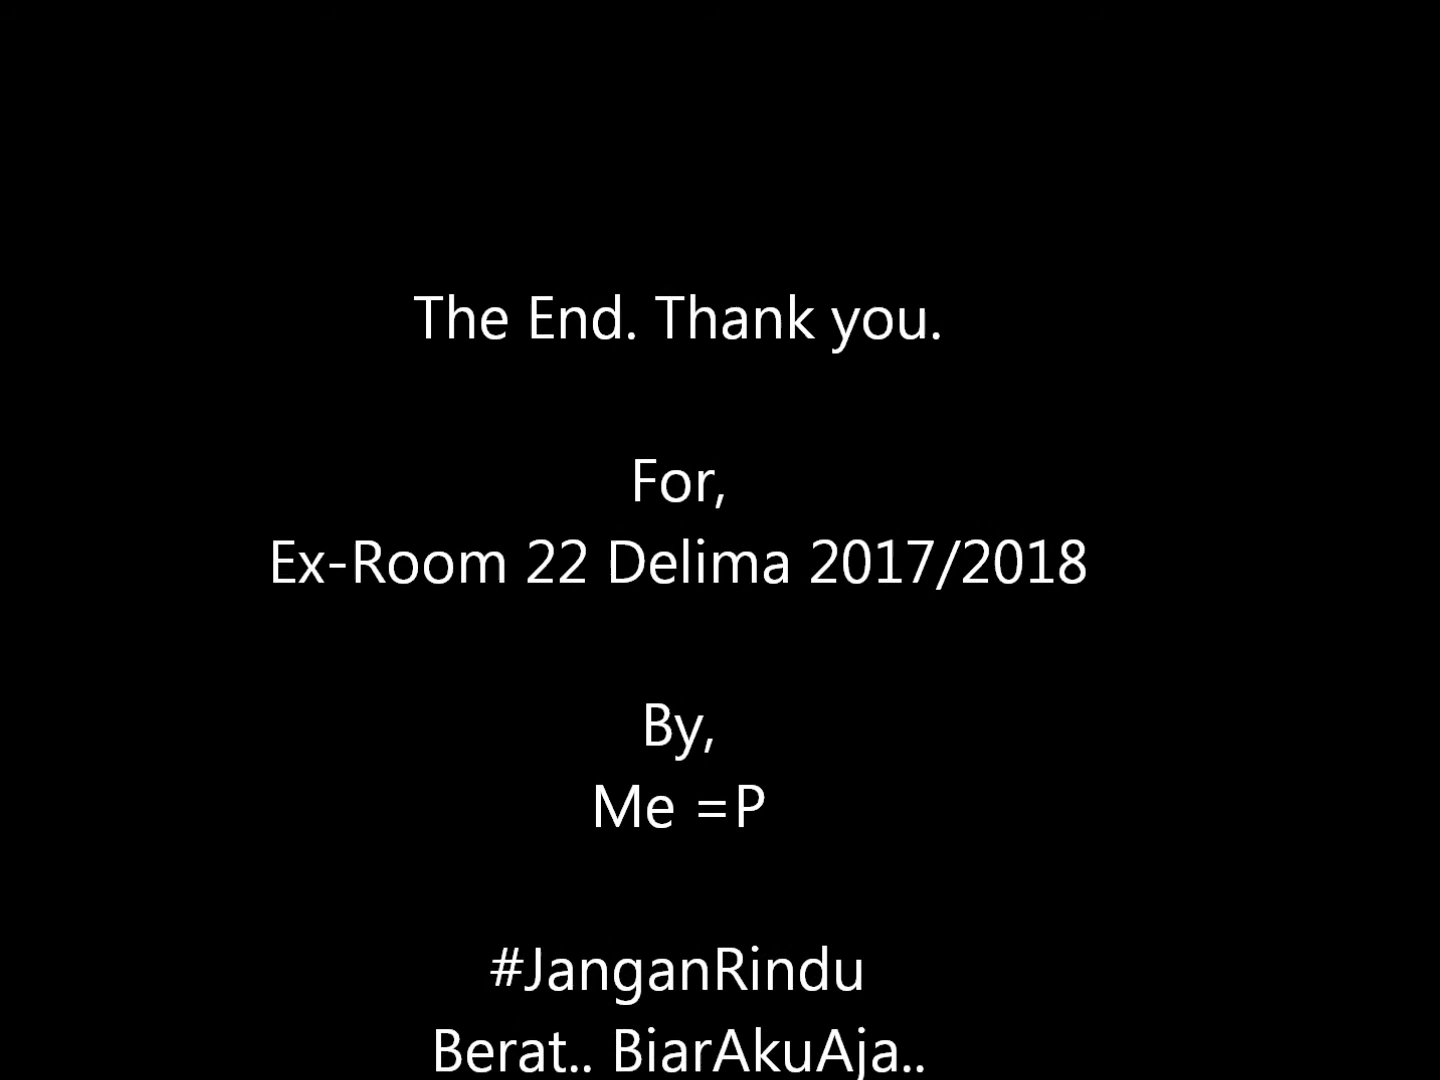 The End. Thank you.
For,
Ex-Room 22 Delima 2017/2018
By,
Me =P
#JanganRindu
Berat.. BiarAkuAja..